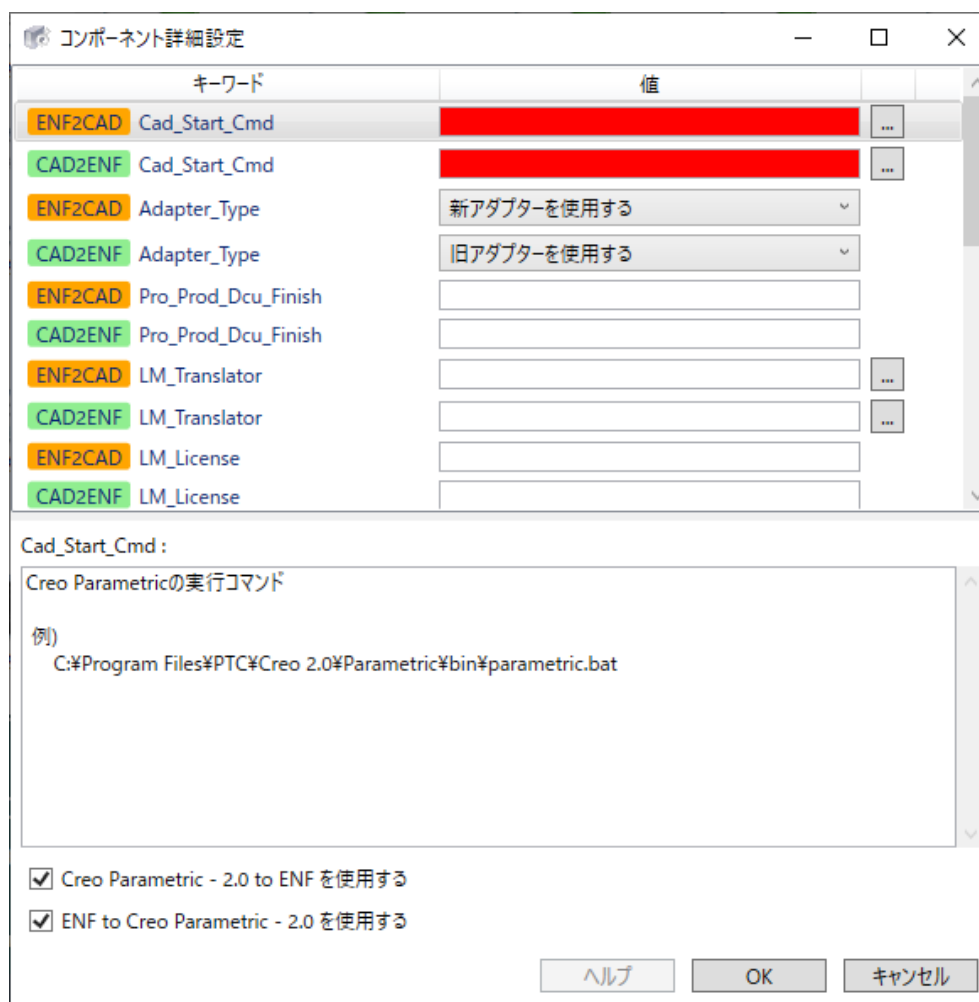 コンポーネント詳細設定
キーワード 値
ENF2CAD Cad_Start_Cmd ...
CAD2ENF Cad_Start_Cmd ...
ENF2CAD Adapter_Type 新アダプターを使用する
CAD2ENF Adapter_Type 旧アダプターを使用する
ENF2CAD Pro_Prod_Dcu_Finish
CAD2ENF Pro_Prod_Dcu_Finish
ENF2CAD LM_Translator ...
CAD2ENF LM_Translator ...
ENF2CAD LM_License
CAD2ENF LM_License
Cad_Start_Cmd :
Creo Parametricの実行コマンド
例)
C:¥Program Files¥PTC¥Creo 2.0¥Parametric¥bin¥parametric.bat
Creo Parametric - 2.0 to ENF を使用する
ENF to Creo Parametric - 2.0 を使用する
ヘルプ OK キャンセル